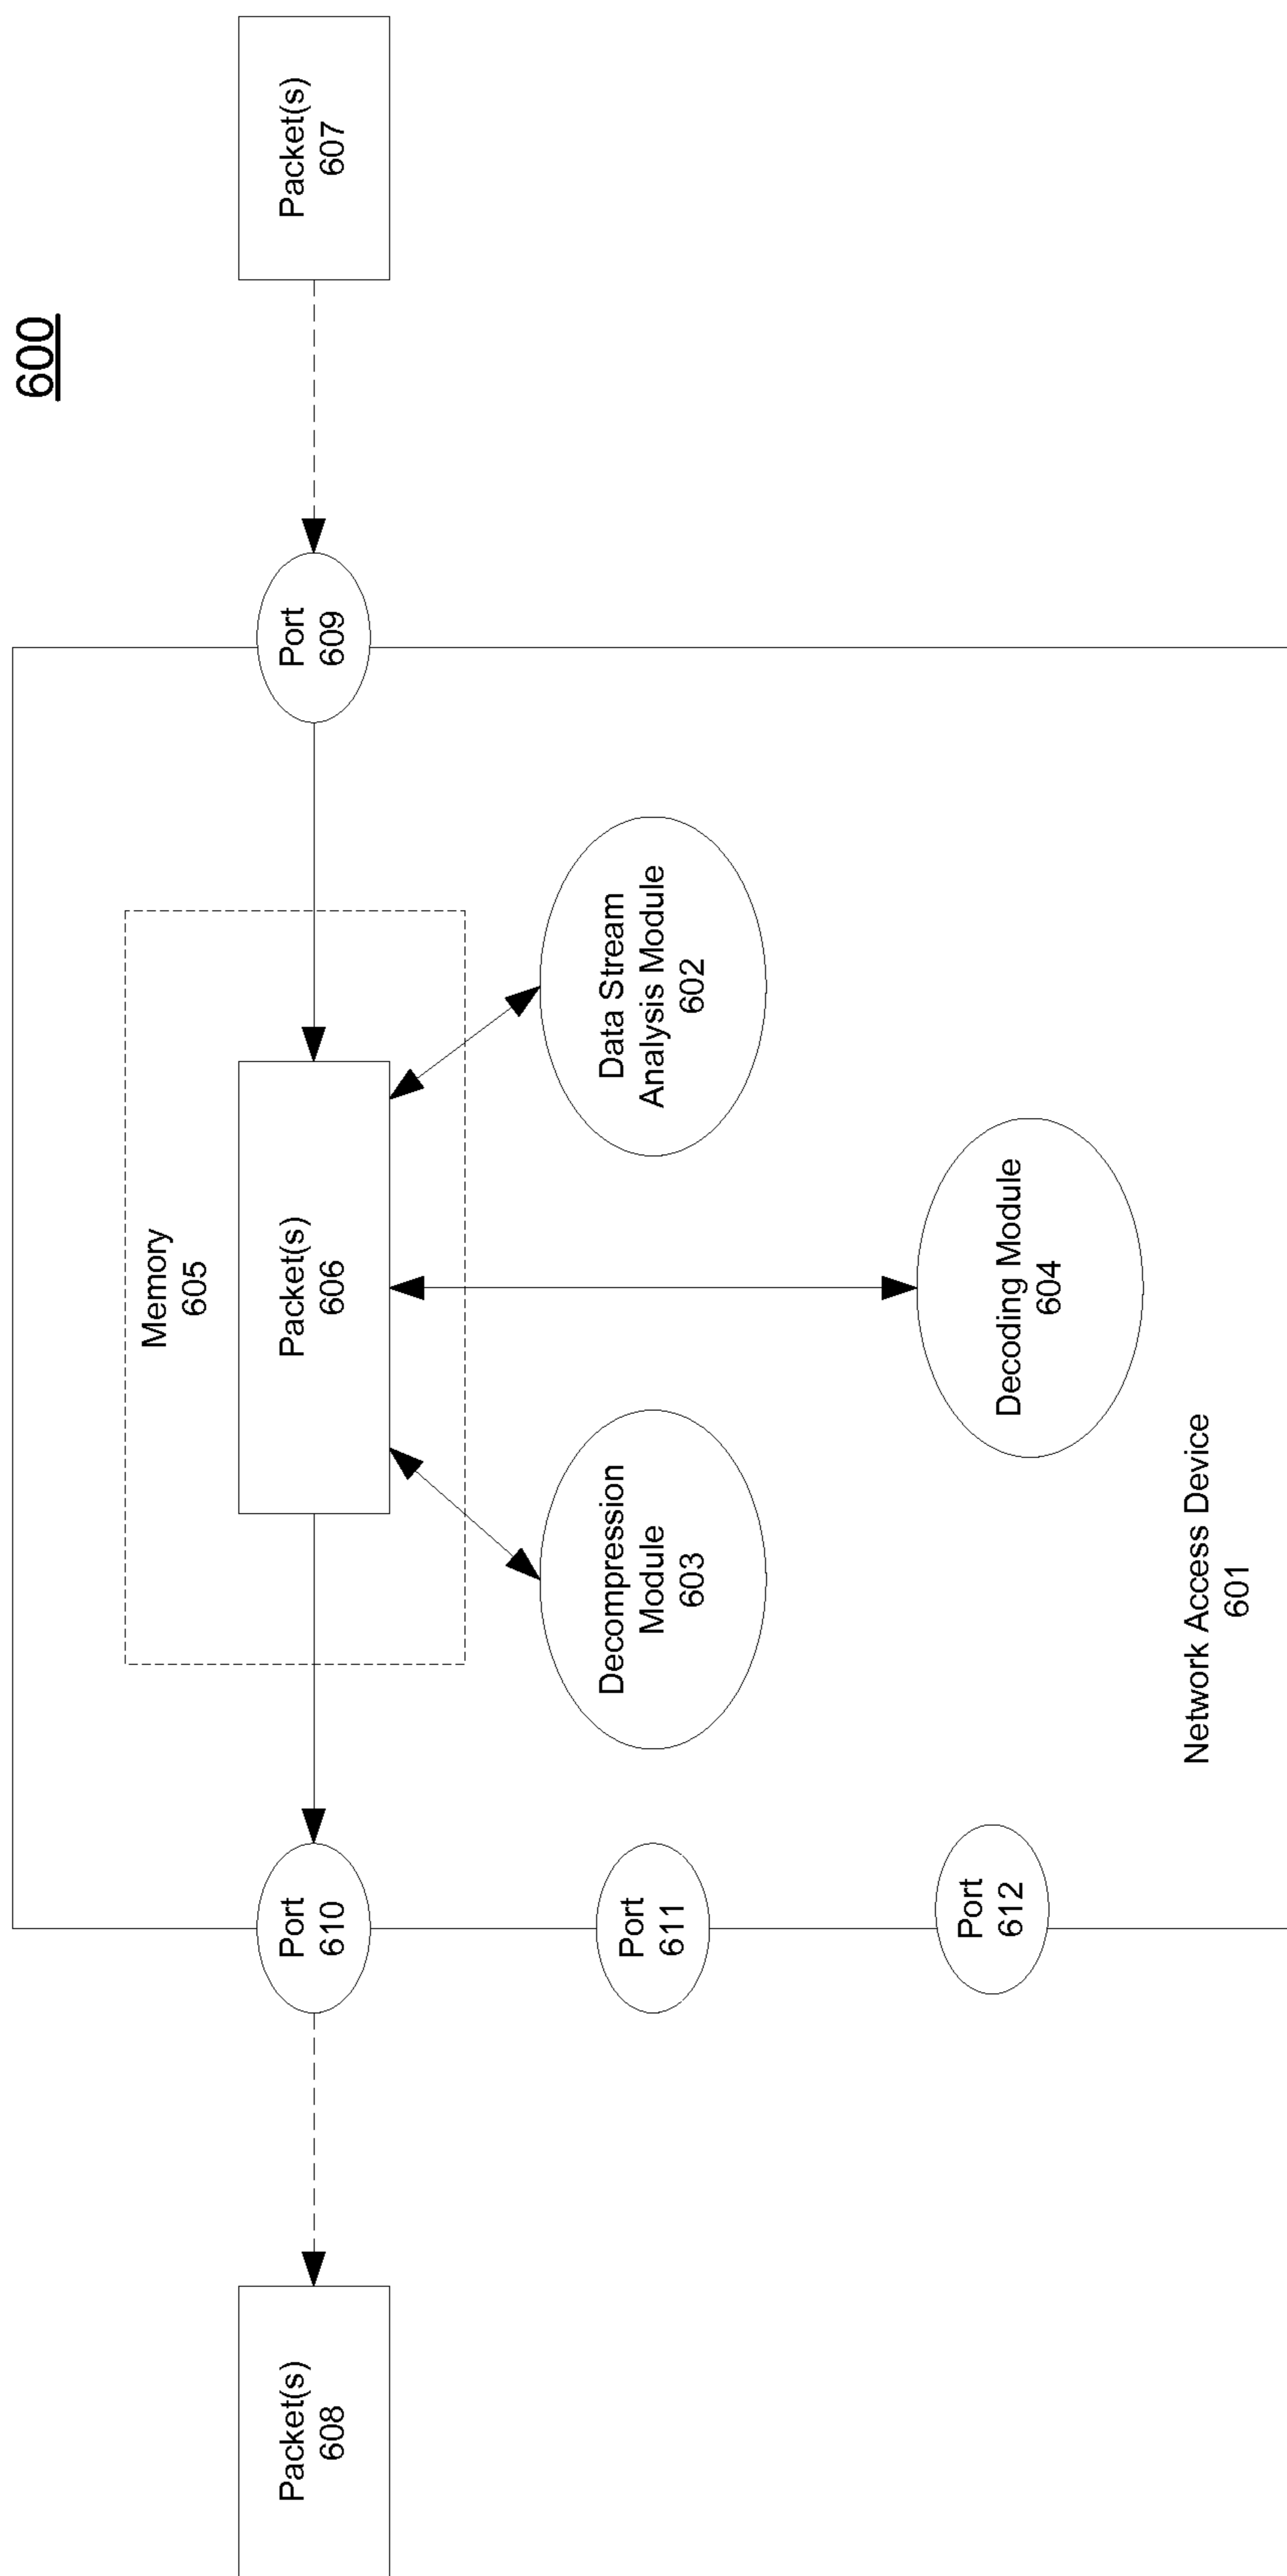 600
Packet(s)
608
Port
610
Port
611
Port
612
Memory
605
Packet(s)
606
Decompression
Module
603
Data Stream
Analysis Module
602
Decoding Module
604
Network Access Device
601
Port
609
Packet(s)
607